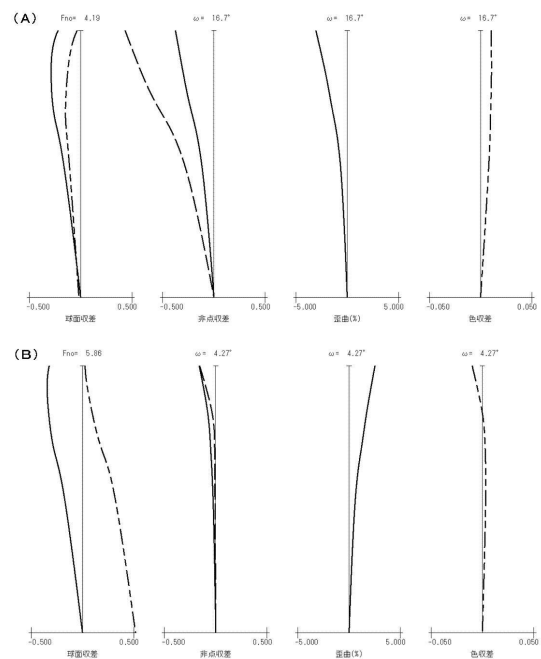 (A)
Fno= 4.19 ω= 16.7° ω= 16.7° ω= 16.7°
-0.500 0.500 -0.500 0.500 -5.000 5.000 -0.050 0.050
球面収差 非点収差 歪曲(%) 色収差
(B)
Fno= 5.86 ω= 4.27° ω= 4.27° ω= 4.27°
-0.500 0.500 -0.500 0.500 -5.000 5.000 -0.050 0.050
球面収差 非点収差 歪曲(%) 色収差